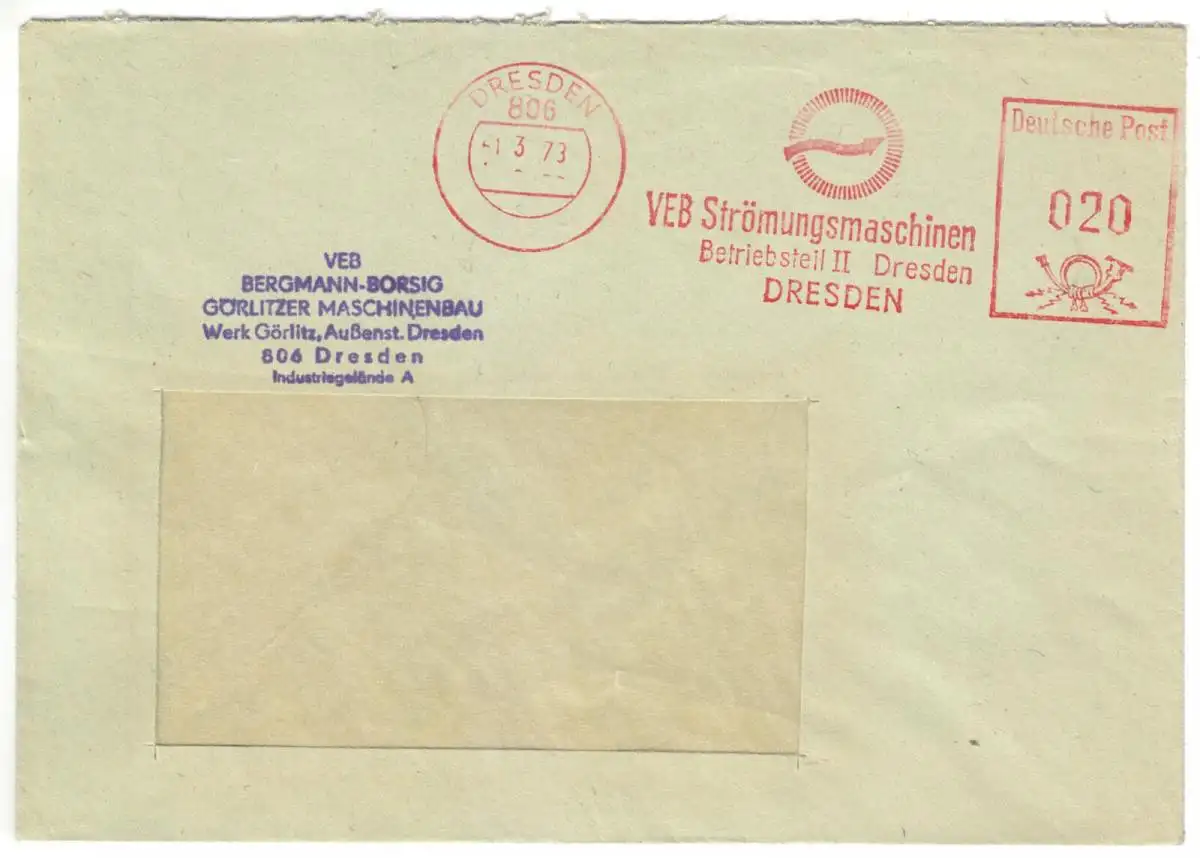 DRESDEN
806
-1 3 73
VEB Strömungsmaschinen
Betriebsteil II Dresden
DRESDEN
Deutsche Post
020
VEB
BERGMANN-BORSIG
GÖRLITZER MASCHINENBAU
Werk Görlitz, Außenst. Dresden
806 Dresden
Industriegelände A